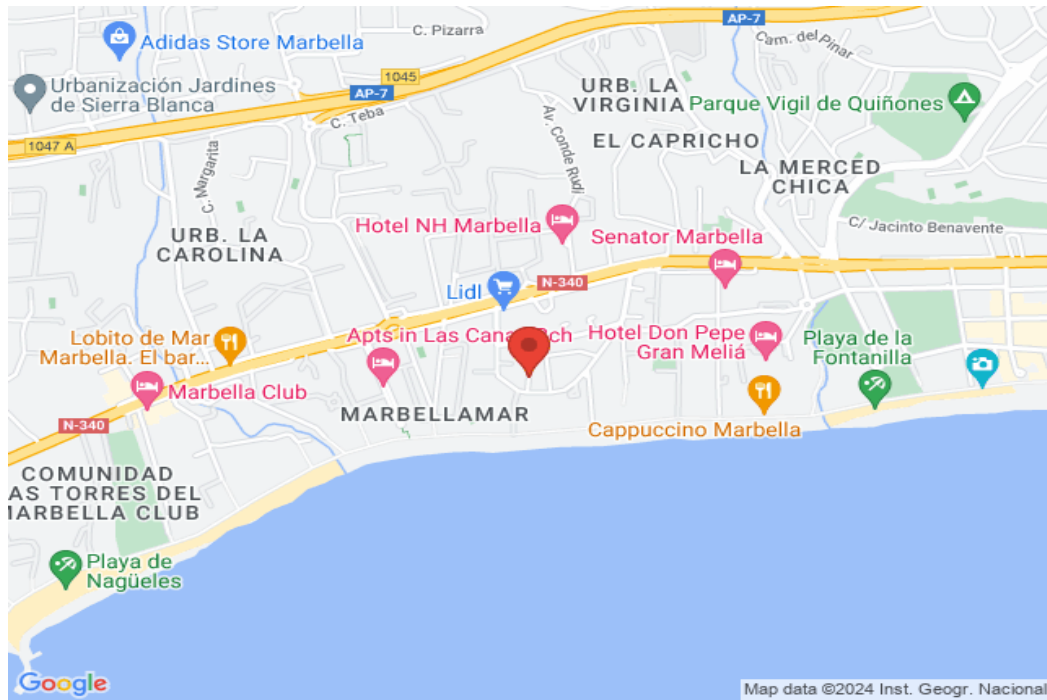 AP-7
C. Pizarra
Adidas Store Marbella
Cam. del Pinar
1045
Urbanización Jardines
de Sierra Blanca
AP-7
URB. LA
VIRGINIA
Parque Vigil de Quiñones
C. Teba
Av. Conde Rudi
EL CAPRICHO
1047 A
C. Margarita
LA MERCED
CHICA
Hotel NH Marbella
C/ Jacinto Benavente
URB. LA
CAROLINA
Senator Marbella
Lidl
N-340
Lobito de Mar
Marbella. El bar...
Apts in Las Cana
ch
Hotel Don Pepe
Gran Meliá
Playa de la
Fontanilla
Marbella Club
MARBELLAMAR
N-340
Cappuccino Marbella
COMUNIDAD
AS TORRES DEL
MARBELLA CLUB
Playa de
Nagüeles
Google
Map data ©2024 Inst. Geogr. Nacional